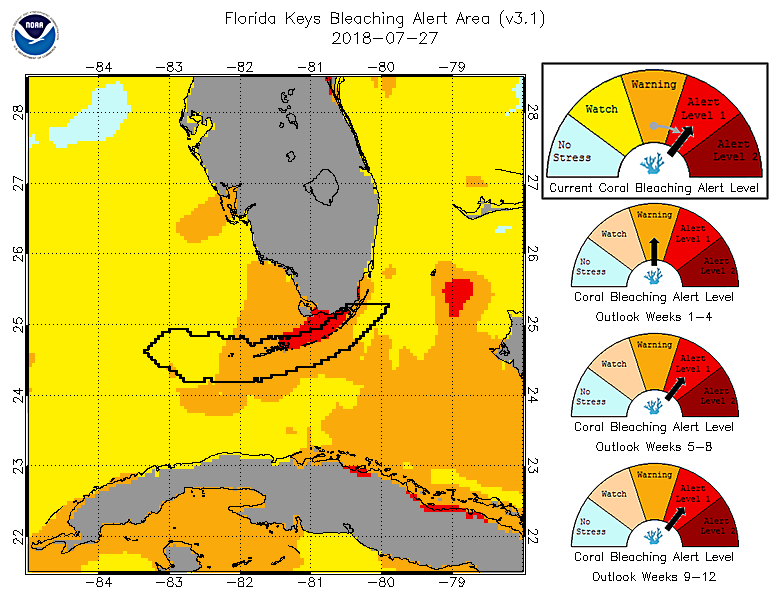 Florida Keys Bleaching Alert Area (v3.1)
2018-07-27
NOAA
-84 -83 -82 -81 -80 -79
28 28
27 27
26 26
25 25
24 24
23 23
22 22
-84 -83 -82 -81 -80 -79
No Stress
Watch
Warning
Alert Level 1
Alert Level 2
Current Coral Bleaching Alert Level
No Stress
Watch
Warning
Alert Level 1
Alert Level 2
Coral Bleaching Alert Level
Outlook Weeks 1-4
No Stress
Watch
Warning
Alert Level 1
Alert Level 2
Coral Bleaching Alert Level
Outlook Weeks 5-8
No Stress
Watch
Warning
Alert Level 1
Alert Level 2
Coral Bleaching Alert Level
Outlook Weeks 9-12